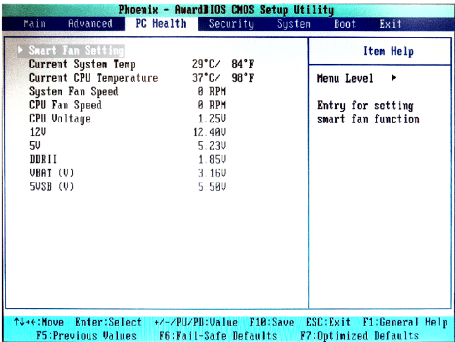 Phoenix - AwardBIOS CMOS Setup Utility
Main Advanced PC Health Security System Boot Exit
▶ Smart Fan Setting
Current System Temp 29°C/ 84°F
Current CPU Temperature 37°C/ 98°F
System Fan Speed 0 RPM
CPU Fan Speed 0 RPM
CPU Voltage 1.25V
12V 12.40V
5V 5.23V
DDRII 1.85V
VBAT (V) 3.16V
5VSB (V) 5.50V
Item Help
Menu Level ▶
Entry for setting
smart fan function
↑↓→←:Move Enter:Select +/-/PU/PD:Value F10:Save ESC:Exit F1:General Help
F5:Previous Values F6:Fail-Safe Defaults F7:Optimized Defaults